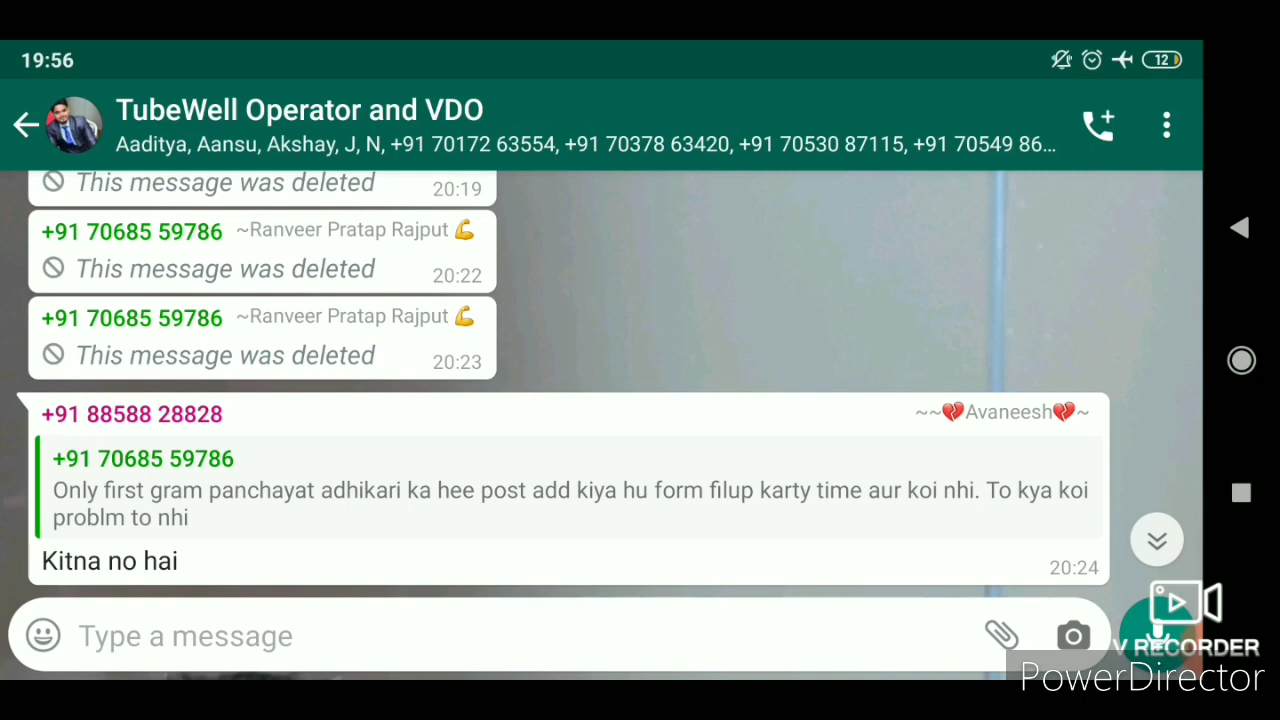 19:56
12
TubeWell Operator and VDO
Aaditya, Aansu, Akshay, J, N, +91 70172 63554, +91 70378 63420, +91 70530 87115, +91 70549 86...
This message was deleted 20:19
+91 70685 59786 ~Ranveer Pratap Rajput 💪
This message was deleted 20:22
+91 70685 59786 ~Ranveer Pratap Rajput 💪
This message was deleted 20:23
+91 88588 28828 ~~💔Avaneesh💔~
+91 70685 59786
Only first gram panchayat adhikari ka hee post add kiya hu form filup karty time aur koi nhi. To kya koi
problm to nhi
Kitna no hai 20:24
Type a message
V RECORDER
PowerDirector